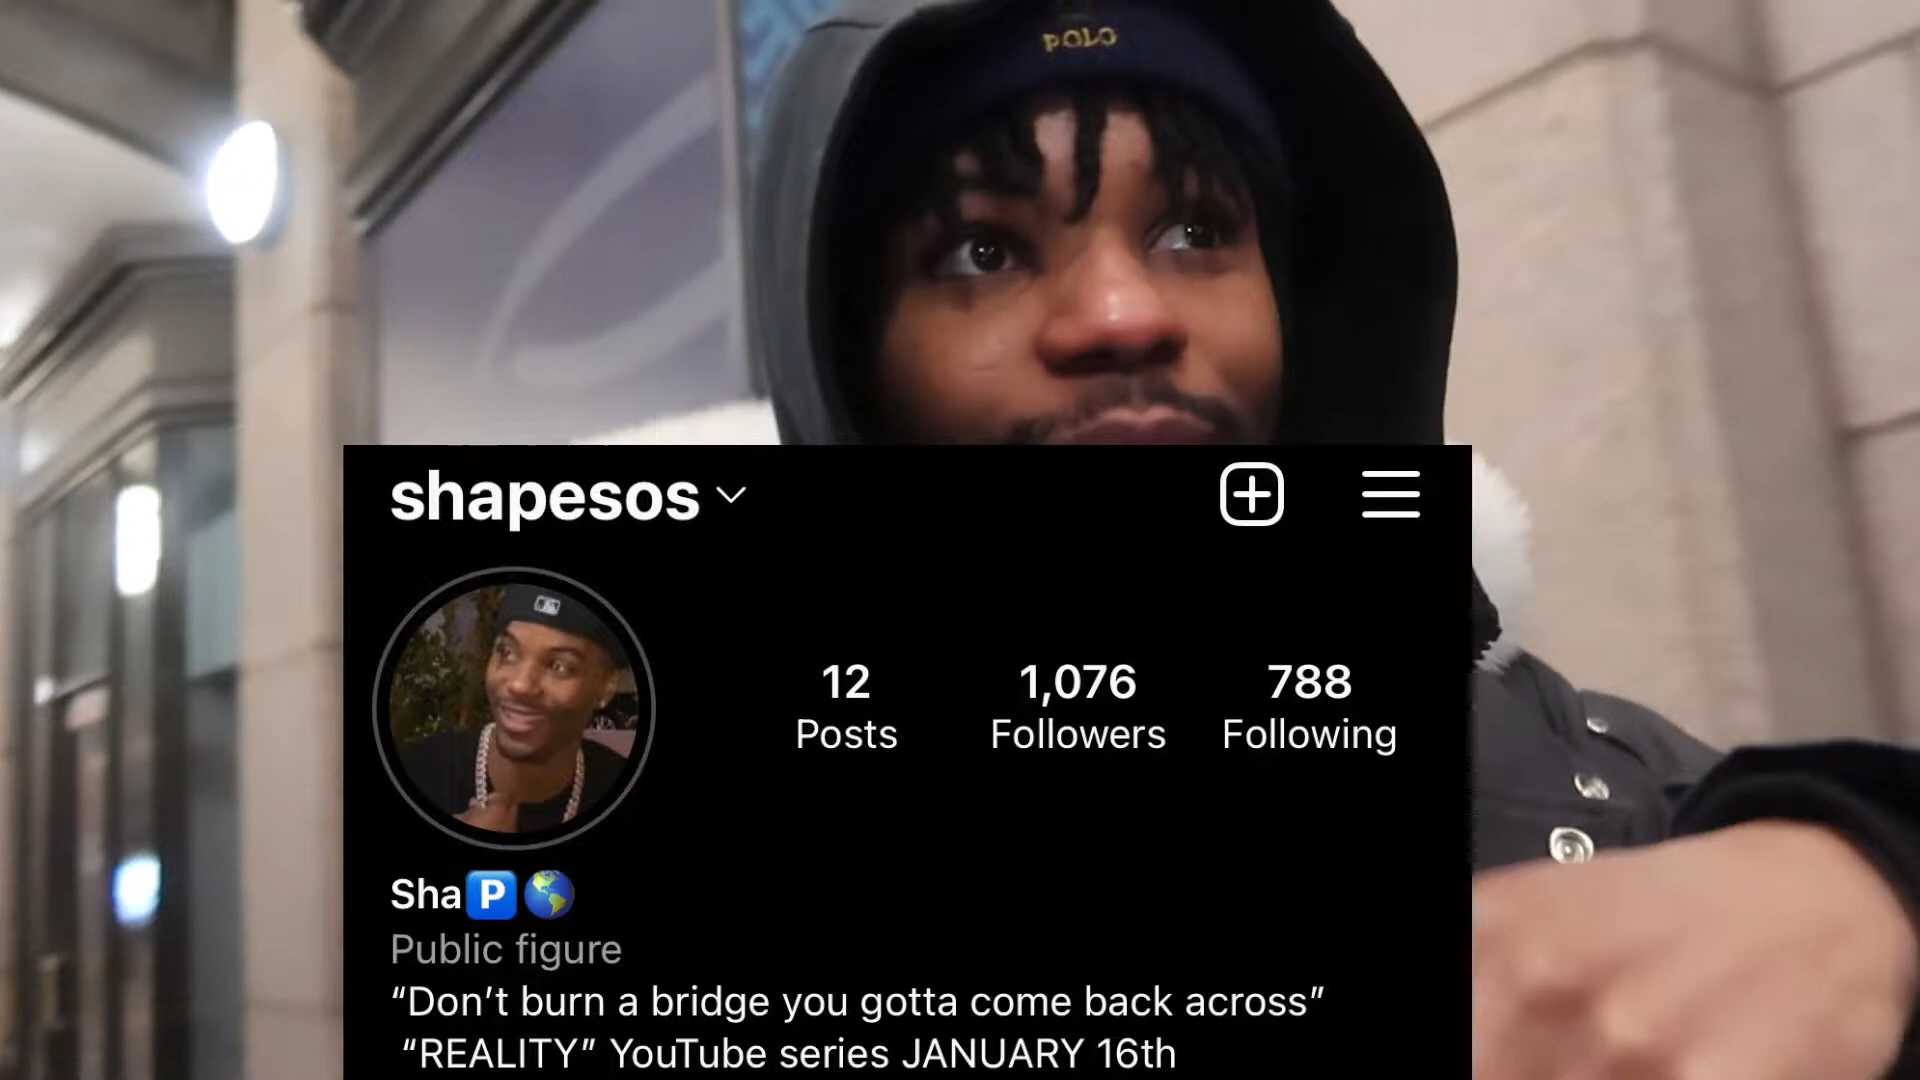 POLO
shapesos
12 1,076 788
Posts Followers Following
Sha🅿️🌎
Public figure
“Don’t burn a bridge you gotta come back across”
“REALITY” YouTube series JANUARY 16th